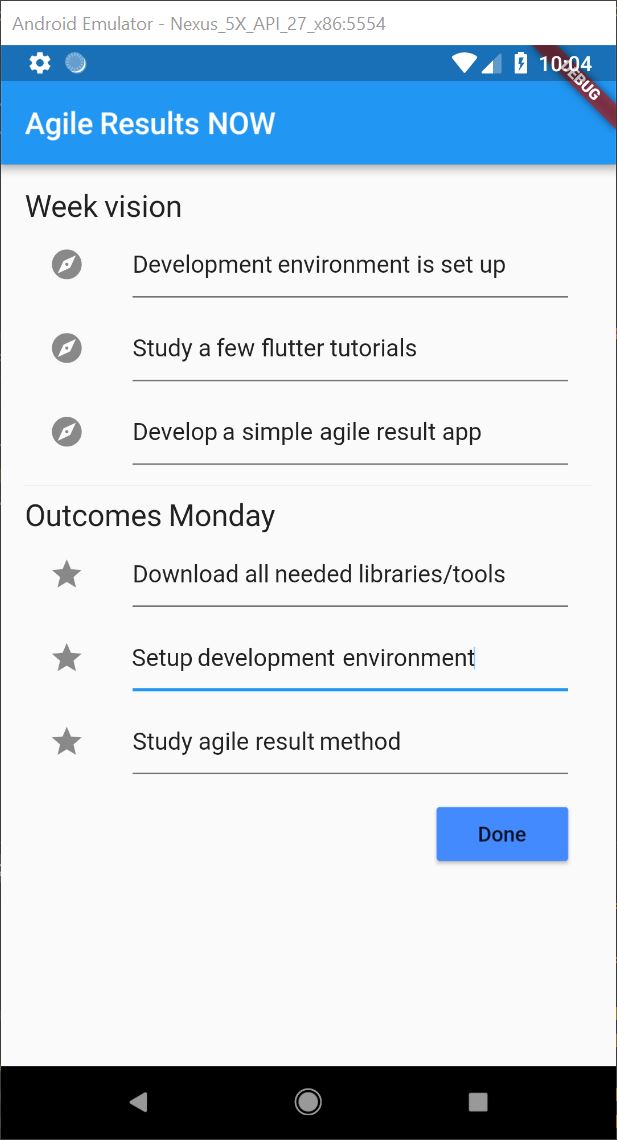 Android Emulator - Nexus_5X_API_27_x86:5554
10:04
DEBUG
Agile Results NOW
Week vision
Development environment is set up
Study a few flutter tutorials
Develop a simple agile result app
Outcomes Monday
Download all needed libraries/tools
Setup development environment
Study agile result method
Done